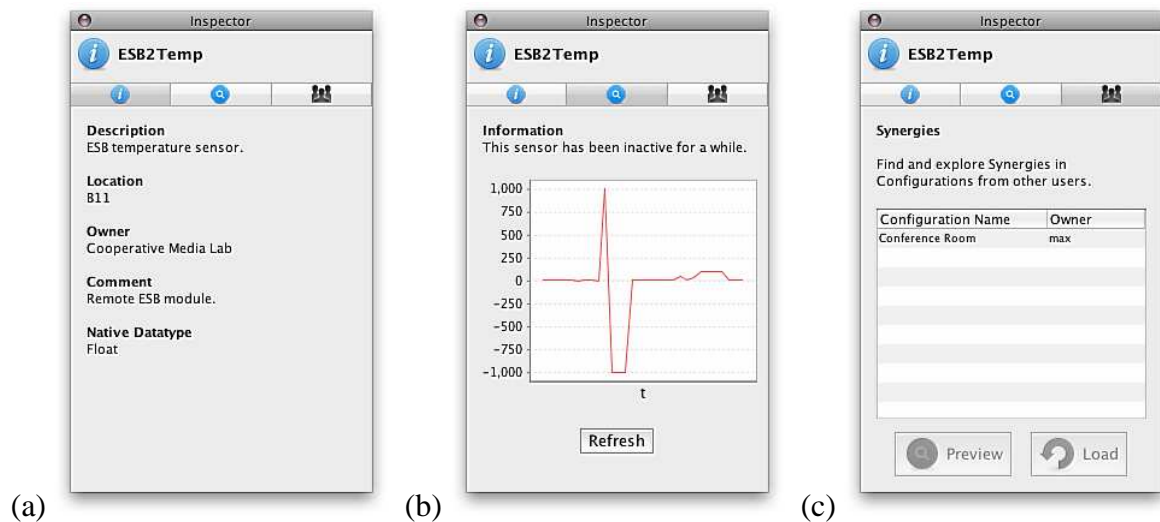 Inspector
ESB2Temp
Description
ESB temperature sensor.
Location
B11
Owner
Cooperative Media Lab
Comment
Remote ESB module.
Native Datatype
Float
(a)
Inspector
ESB2Temp
Information
This sensor has been inactive for a while.
1,000
750
500
250
0
-250
-500
-750
-1,000
t
Refresh
(b)
Inspector
ESB2Temp
Synergies
Find and explore Synergies in
Configurations from other users.
Configuration Name Owner
Conference Room max
Preview Load
(c)